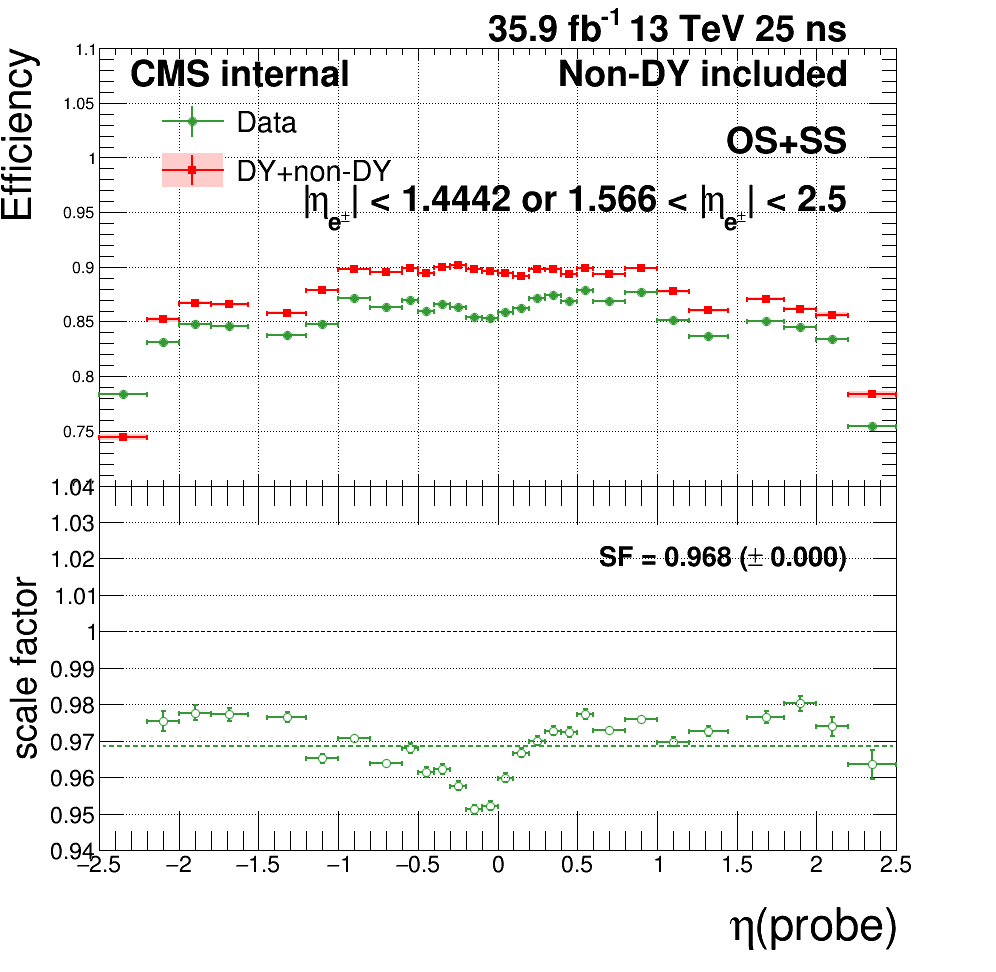 35.9 fb-1 13 TeV 25 ns
Efficiency
1.1
CMS internal
Non-DY included
1.05
Data
OS+SS
1
DY+non-DY
|ηe±| < 1.4442 or 1.566 < |ηe±| < 2.5
0.95
0.9
0.85
0.8
0.75
1.04
1.03
SF = 0.968 (± 0.000)
1.02
1.01
scale factor
1
0.99
0.98
0.97
0.96
0.95
0.94
−2.5 −2 −1.5 −1 −0.5 0 0.5 1 1.5 2 2.5
η(probe)